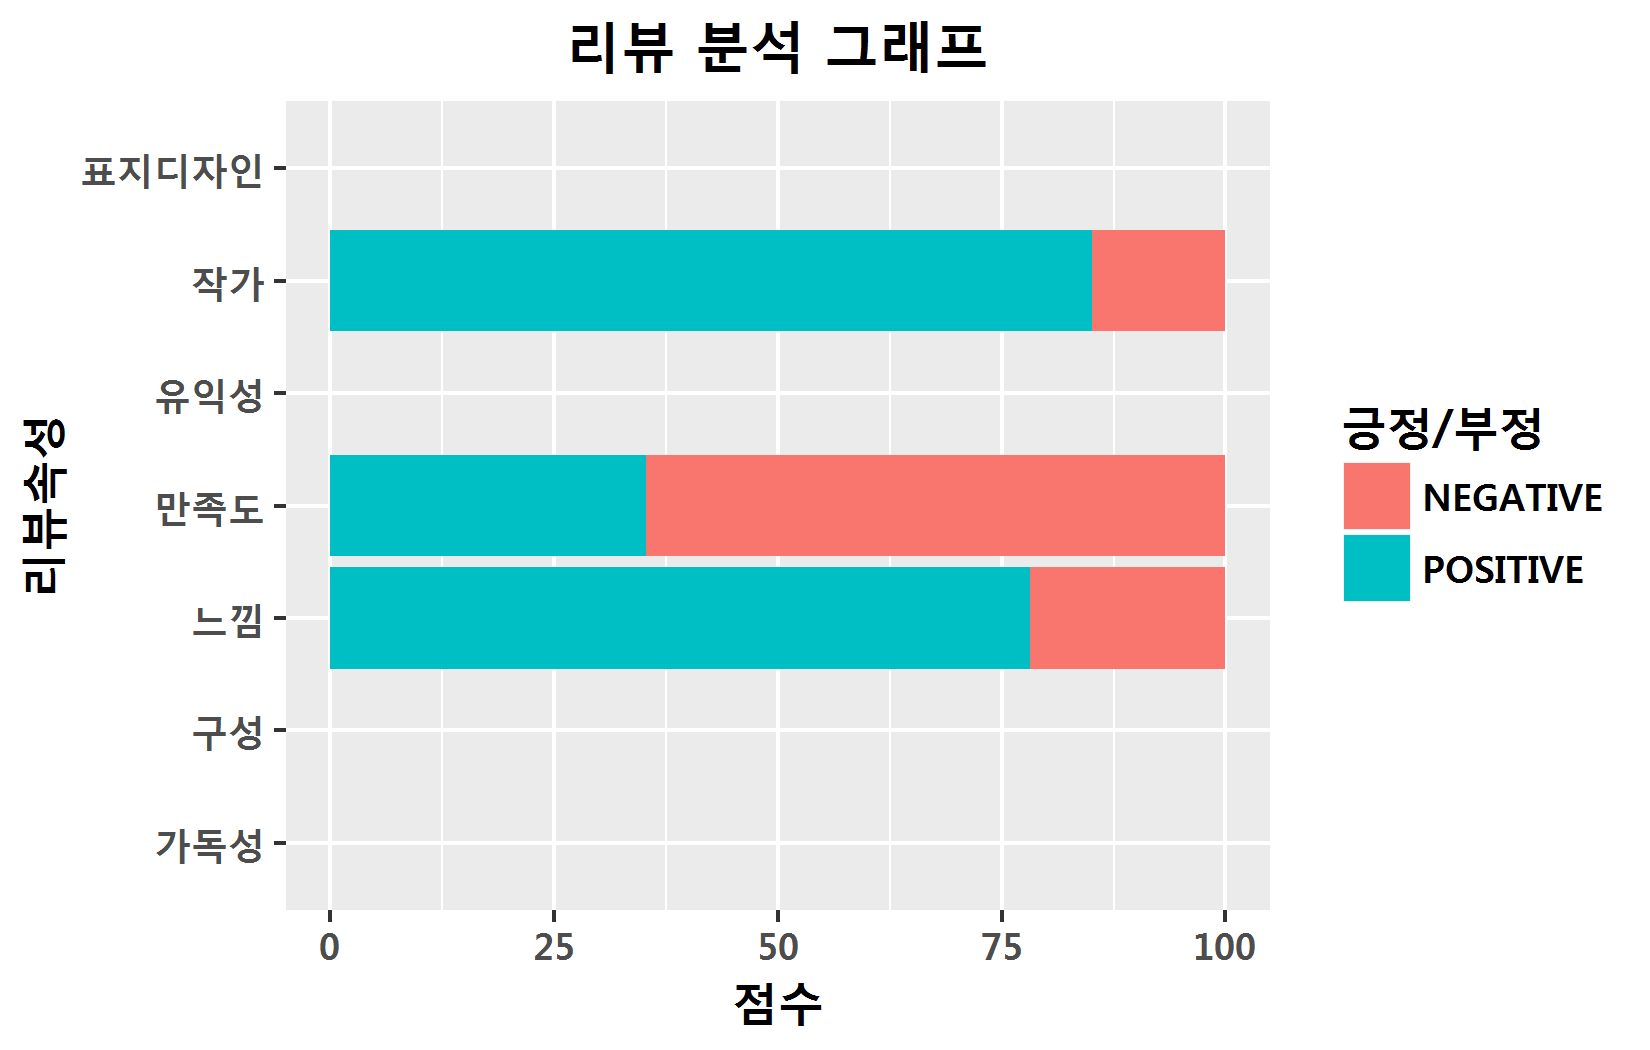 리뷰 분석 그래프
리뷰속성
표지디자인
작가
유익성
만족도
느낌
구성
가독성
0 25 50 75 100
점수
긍정/부정
NEGATIVE
POSITIVE